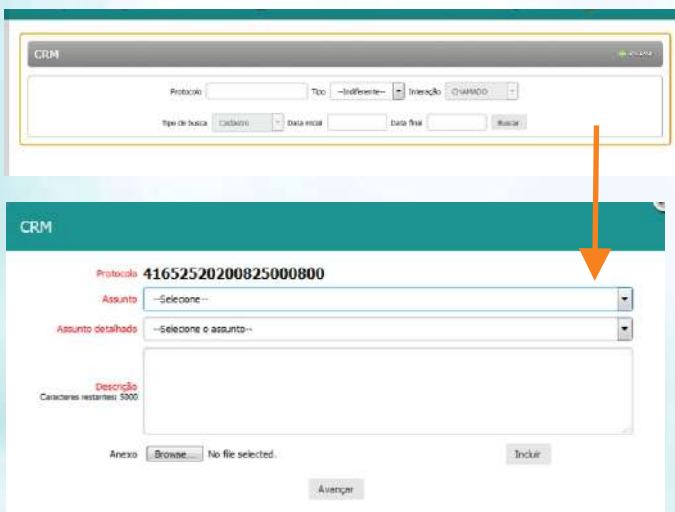 CRM
Protocolo Tipo --Indiferente-- Interação CHAMADO
Tipo de busca Cadastro Data inicial Data final Buscar
CRM
Protocolo 41652520200825000800
Assunto --Selecione--
Assunto detalhado --Selecione o assunto--
Descrição
Caracteres restantes: 5000
Anexo Browse... No file selected. Incluir
Avançar